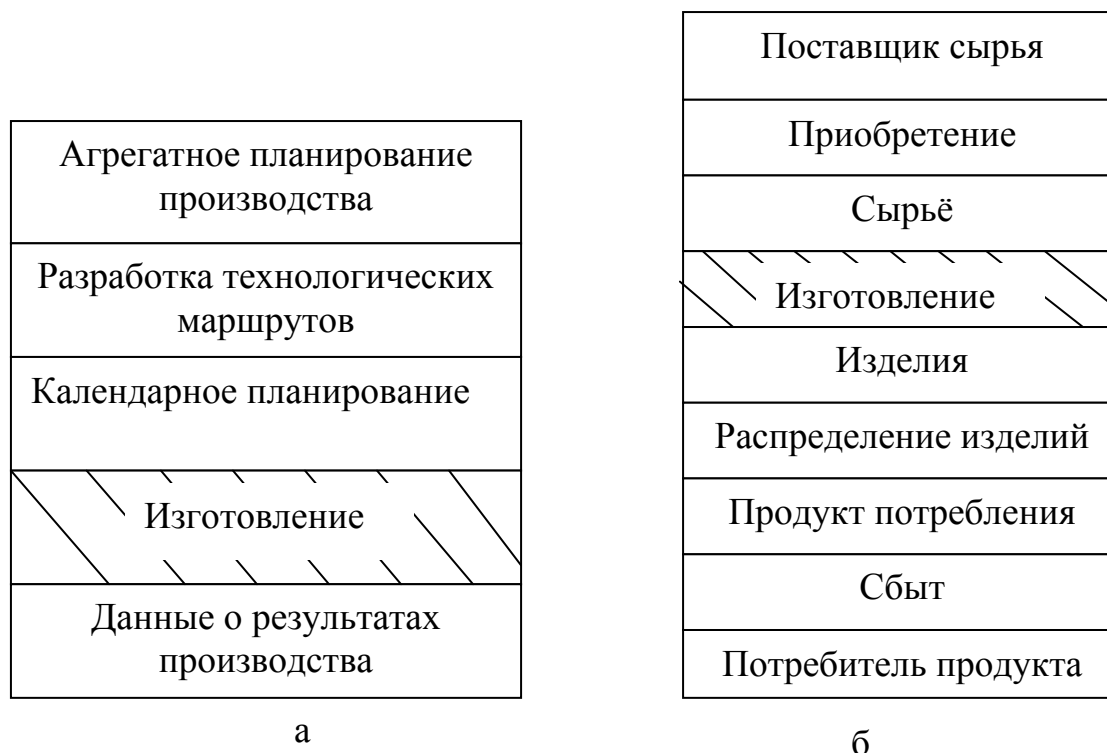 Агрегатное планирование
производства
Разработка технологических
маршрутов
Календарное планирование
Изготовление
Данные о результатах
производства
а
Поставщик сырья
Приобретение
Сырьё
Изготовление
Изделия
Распределение изделий
Продукт потребления
Сбыт
Потребитель продукта
б